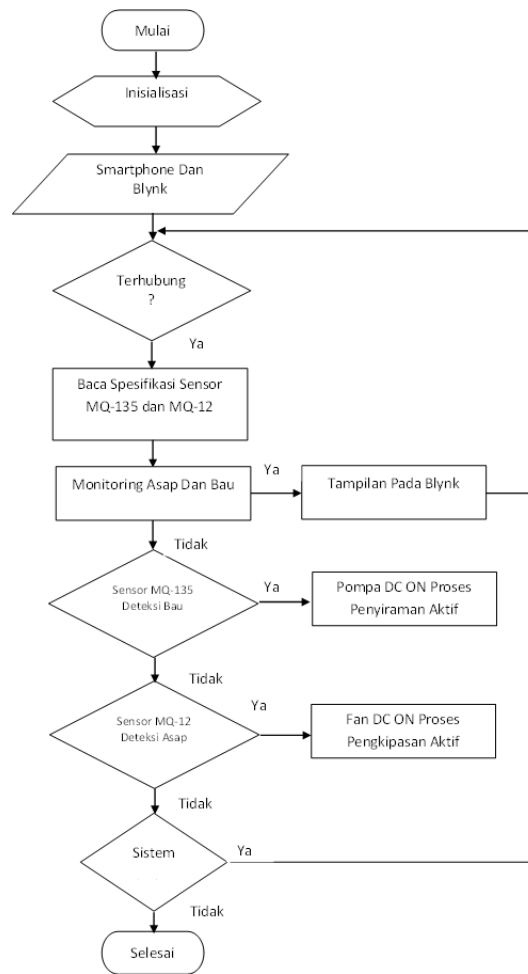 Mulai
Inisialisasi
Smartphone Dan
Blynk
Terhubung
?
Ya
Baca Spesifikasi Sensor
MQ-135 dan MQ-12
Monitoring Asap Dan Bau
Ya
Tampilan Pada Blynk
Tidak
Sensor MQ-135
Deteksi Bau
Ya
Pompa DC ON Proses
Penyiraman Aktif
Tidak
Sensor MQ-12
Deteksi Asap
Ya
Fan DC ON Proses
Pengkipasan Aktif
Tidak
Sistem
Ya
Tidak
Selesai